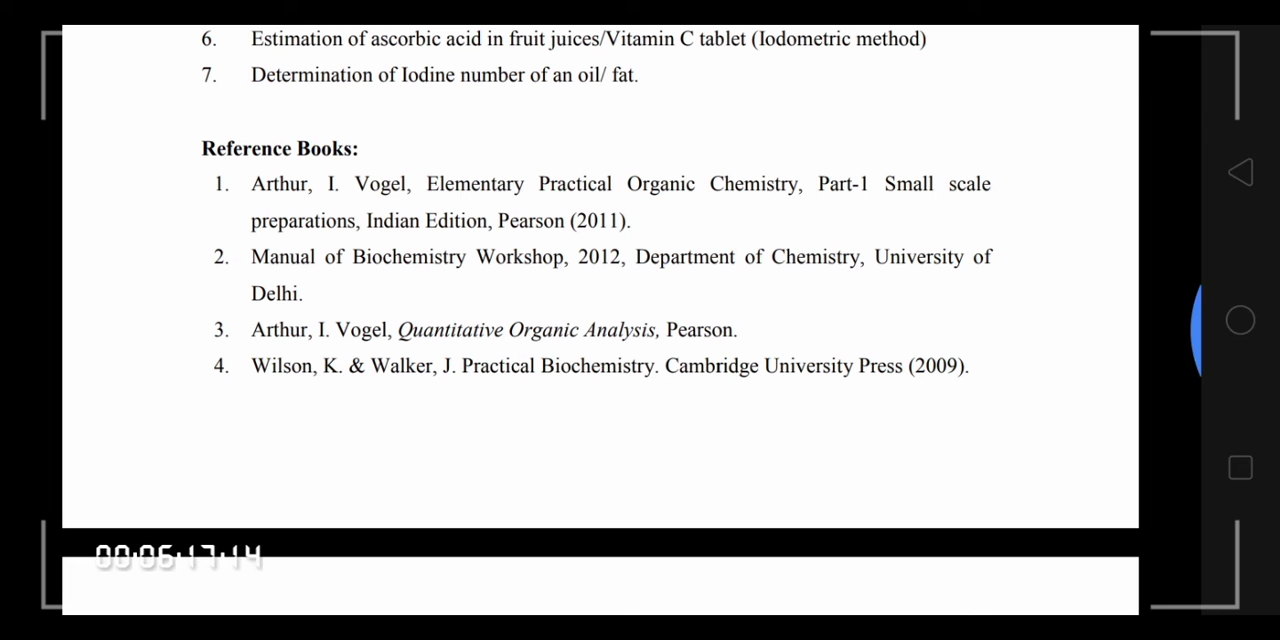 6. Estimation of ascorbic acid in fruit juices/Vitamin C tablet (Iodometric method)
7. Determination of Iodine number of an oil/ fat.
Reference Books:
1. Arthur, I. Vogel, Elementary Practical Organic Chemistry, Part-1 Small scale
preparations, Indian Edition, Pearson (2011).
2. Manual of Biochemistry Workshop, 2012, Department of Chemistry, University of
Delhi.
3. Arthur, I. Vogel, Quantitative Organic Analysis, Pearson.
4. Wilson, K. & Walker, J. Practical Biochemistry. Cambridge University Press (2009).
00:06:17:14